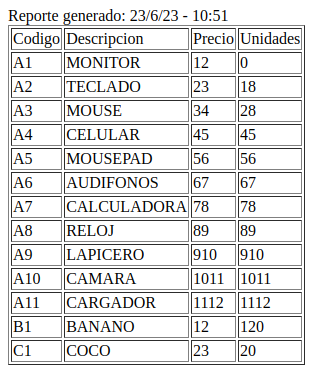 Reporte generado: 23/6/23 - 10:51
Codigo Descripcion Precio Unidades
A1 MONITOR 12 0
A2 TECLADO 23 18
A3 MOUSE 34 28
A4 CELULAR 45 45
A5 MOUSEPAD 56 56
A6 AUDIFONOS 67 67
A7 CALCULADORA 78 78
A8 RELOJ 89 89
A9 LAPICERO 910 910
A10 CAMARA 1011 1011
A11 CARGADOR 1112 1112
B1 BANANO 12 120
C1 COCO 23 20